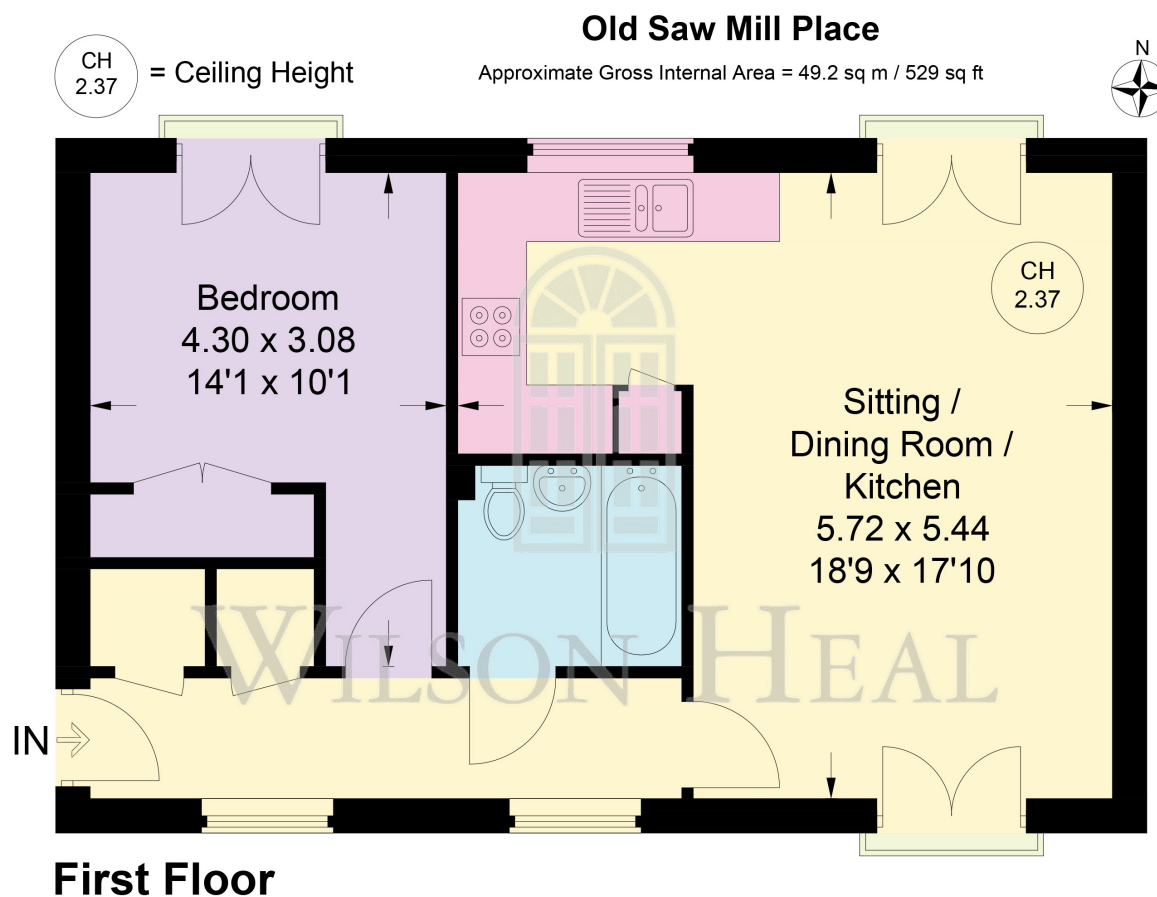 Old Saw Mill Place
CH
2.37
= Ceiling Height
Approximate Gross Internal Area = 49.2 sq m / 529 sq ft
N
Bedroom
4.30 x 3.08
14'1 x 10'1
CH
2.37
Sitting /
Dining Room /
Kitchen
5.72 x 5.44
18'9 x 17'10
WILSON HEAL
IN
First Floor